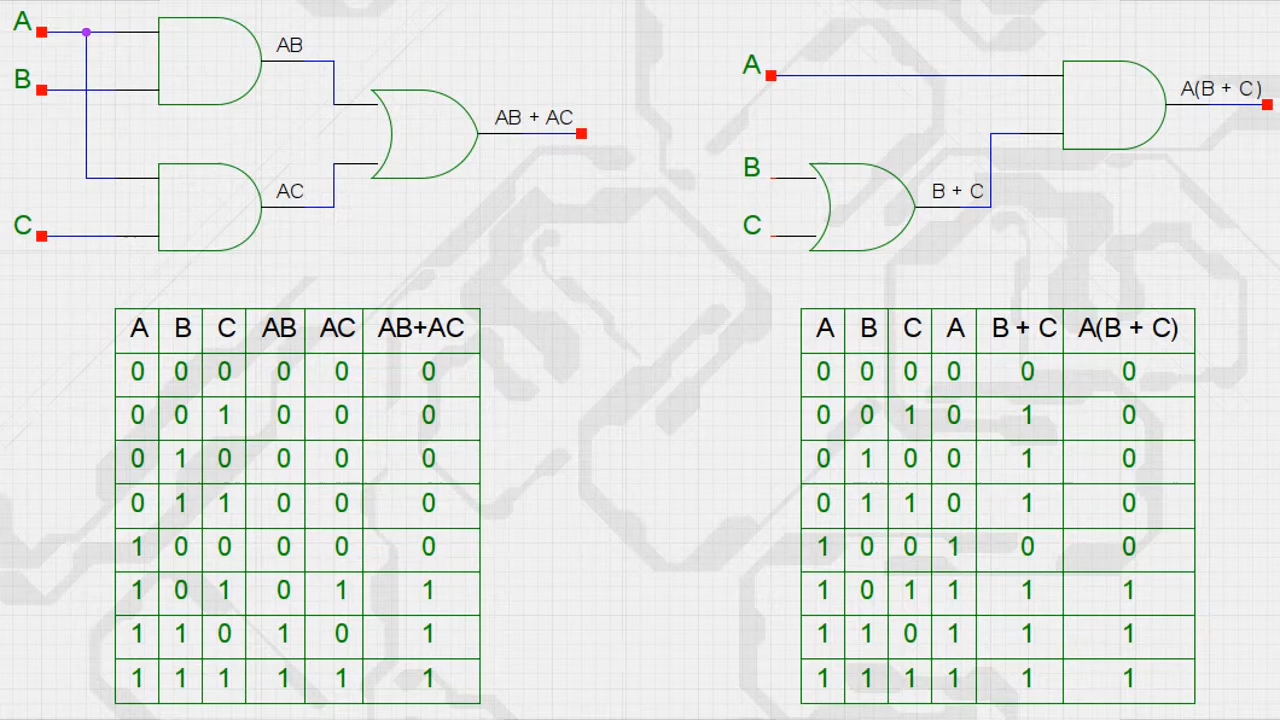 A
B
C
AB
AC
AB + AC
A
B
C
B + C
A(B + C)
A B C AB AC AB+AC
0 0 0 0 0 0
0 0 1 0 0 0
0 1 0 0 0 0
0 1 1 0 0 0
1 0 0 0 0 0
1 0 1 0 1 1
1 1 0 1 0 1
1 1 1 1 1 1
A B C A B + C A(B + C)
0 0 0 0 0 0
0 0 1 0 1 0
0 1 0 0 1 0
0 1 1 0 1 0
1 0 0 1 0 0
1 0 1 1 1 1
1 1 0 1 1 1
1 1 1 1 1 1